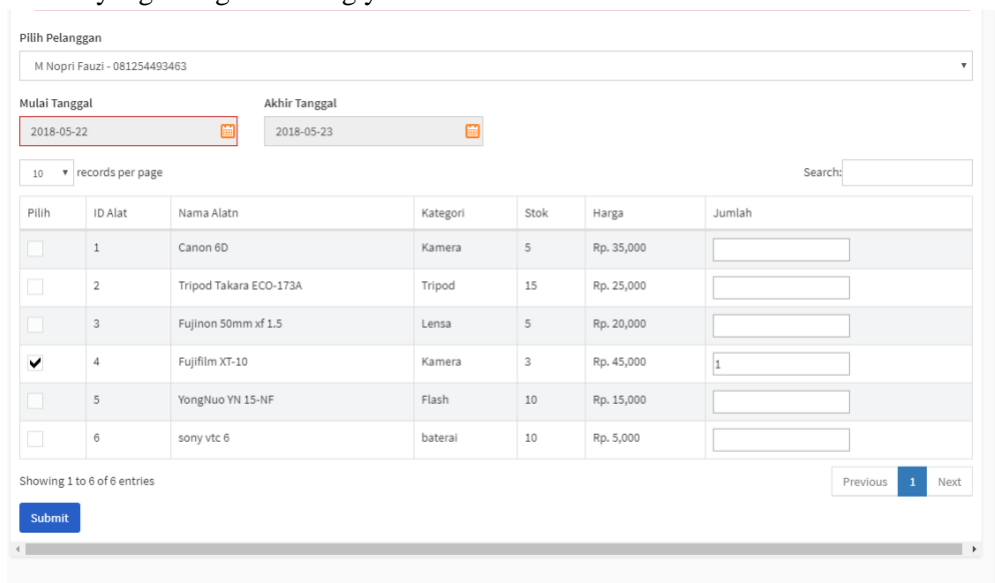 Pilih Pelanggan
M Nopri Fauzi - 081254493463
Mulai Tanggal Akhir Tanggal
2018-05-22 2018-05-23
10 records per page Search:
Pilih ID Alat Nama Alatn Kategori Stok Harga Jumlah
1 Canon 6D Kamera 5 Rp. 35,000
2 Tripod Takara ECO-173A Tripod 15 Rp. 25,000
3 Fujinon 50mm xf 1.5 Lensa 5 Rp. 20,000
4 Fujifilm XT-10 Kamera 3 Rp. 45,000 1
5 YongNuo YN 15-NF Flash 10 Rp. 15,000
6 sony vtc 6 baterai 10 Rp. 5,000
Showing 1 to 6 of 6 entries Previous 1 Next
Submit